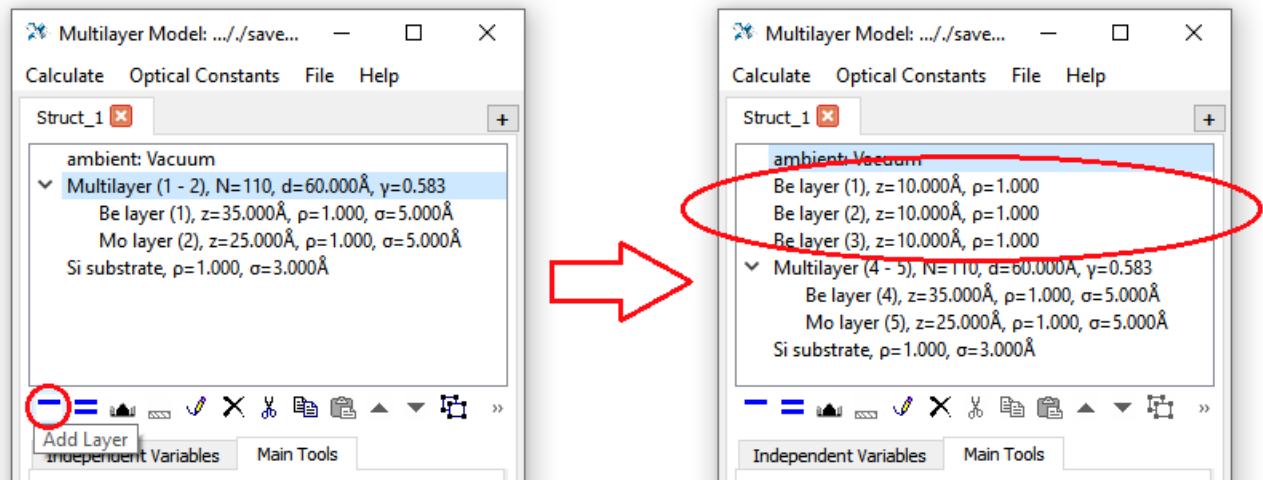 Multilayer Model: ..././save...
Calculate Optical Constants File Help
Struct_1
+
ambient: Vacuum
Multilayer (1 - 2), N=110, d=60.000Å, γ=0.583
Be layer (1), z=35.000Å, ρ=1.000, σ=5.000Å
Mo layer (2), z=25.000Å, ρ=1.000, σ=5.000Å
Si substrate, ρ=1.000, σ=3.000Å
»
Add Layer
Independent Variables Main Tools
Multilayer Model: ..././save...
Calculate Optical Constants File Help
Struct_1
+
ambient: Vacuum
Be layer (1), z=10.000Å, ρ=1.000
Be layer (2), z=10.000Å, ρ=1.000
Be layer (3), z=10.000Å, ρ=1.000
Multilayer (4 - 5), N=110, d=60.000Å, γ=0.583
Be layer (4), z=35.000Å, ρ=1.000, σ=5.000Å
Mo layer (5), z=25.000Å, ρ=1.000, σ=5.000Å
Si substrate, ρ=1.000, σ=3.000Å
»
Independent Variables Main Tools